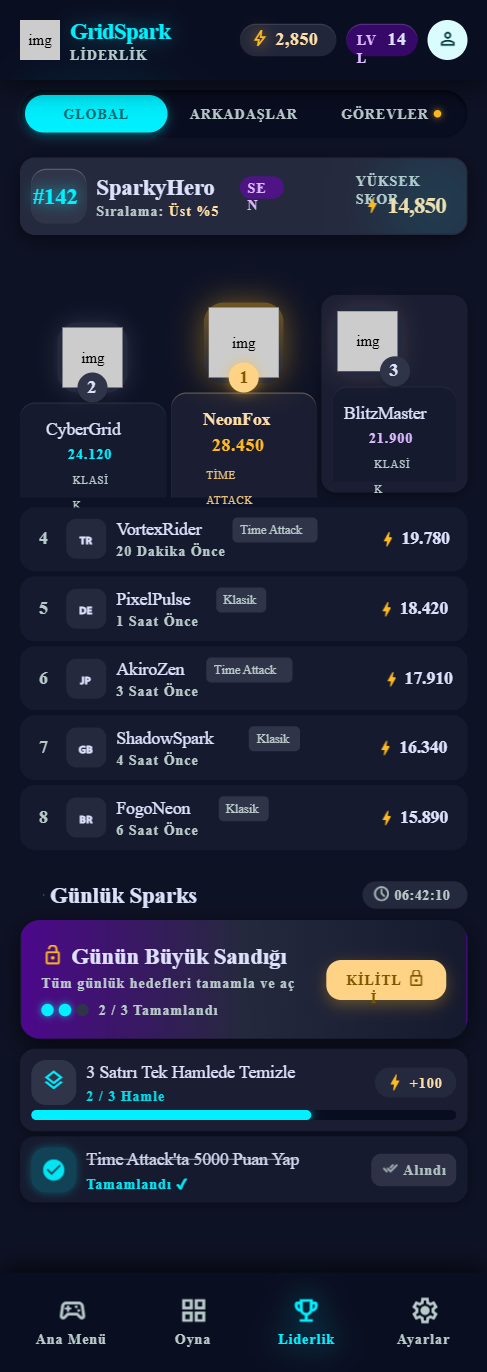 img
GridSpark
LİDERLİK
2,850
LV
L
14
GLOBAL
ARKADAŞLAR
GÖREVLER
#142
SparkyHero
SE
N
Sıralama: Üst %5
YÜKSEK
SKOR
14,850
img
2
CyberGrid
24.120
KLASİ
K
img
1
NeonFox
28.450
TİME
ATTACK
img
3
BlitzMaster
21.900
KLASİ
K
4 TR VortexRider Time Attack 19.780
20 Dakika Önce
5 DE PixelPulse Klasik 18.420
1 Saat Önce
6 JP AkiroZen Time Attack 17.910
3 Saat Önce
7 GB ShadowSpark Klasik 16.340
4 Saat Önce
8 BR FogoNeon Klasik 15.890
6 Saat Önce
Günlük Sparks
06:42:10
Günün Büyük Sandığı
Tüm günlük hedefleri tamamla ve aç
2 / 3 Tamamlandı
KİLİTL
İ
3 Satırı Tek Hamlede Temizle
2 / 3 Hamle
+100
Time Attack'ta 5000 Puan Yap
Tamamlandı ✓
Alındı
Ana Menü
Oyna
Liderlik
Ayarlar